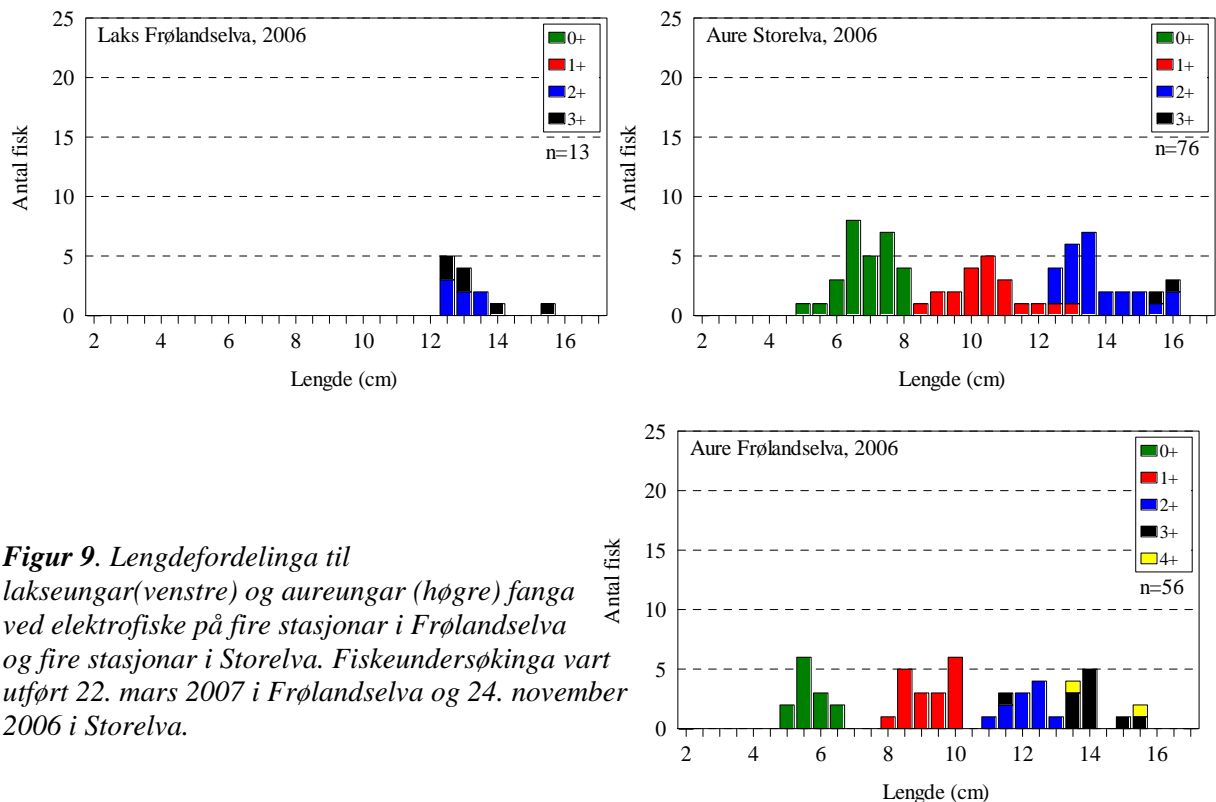 Laks Frølandselva, 2006
25
20
15
10
5
0
Antal fisk
0+
1+
2+
3+
n=13
2 4 6 8 10 12 14 16
Lengde (cm)
Aure Storelva, 2006
25
20
15
10
5
0
Antal fisk
0+
1+
2+
3+
n=76
2 4 6 8 10 12 14 16
Lengde (cm)
Aure Frølandselva, 2006
25
20
15
10
5
0
Antal fisk
0+
1+
2+
3+
4+
n=56
2 4 6 8 10 12 14 16
Lengde (cm)
Figur 9. Lengdefordelinga til
lakseungar(venstre) og aureungar (høgre) fanga
ved elektrofiske på fire stasjonar i Frølandselva
og fire stasjonar i Storelva. Fiskeundersøkinga vart
utført 22. mars 2007 i Frølandselva og 24. november
2006 i Storelva.